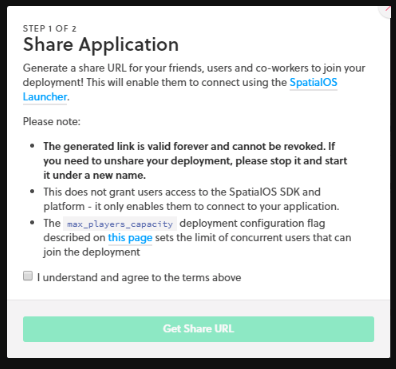 STEP 1 OF 2
Share Application
Generate a share URL for your friends, users and co-workers to join your
deployment! This will enable them to connect using the SpatialOS
Launcher.
Please note:
• The generated link is valid forever and cannot be revoked. If
you need to unshare your deployment, please stop it and start
it under a new name.
• This does not grant users access to the SpatialOS SDK and
platform - it only enables them to connect to your application.
• The max_players_capacity deployment configuration flag
described on this page sets the limit of concurrent users that can
join the deployment
I understand and agree to the terms above
Get Share URL